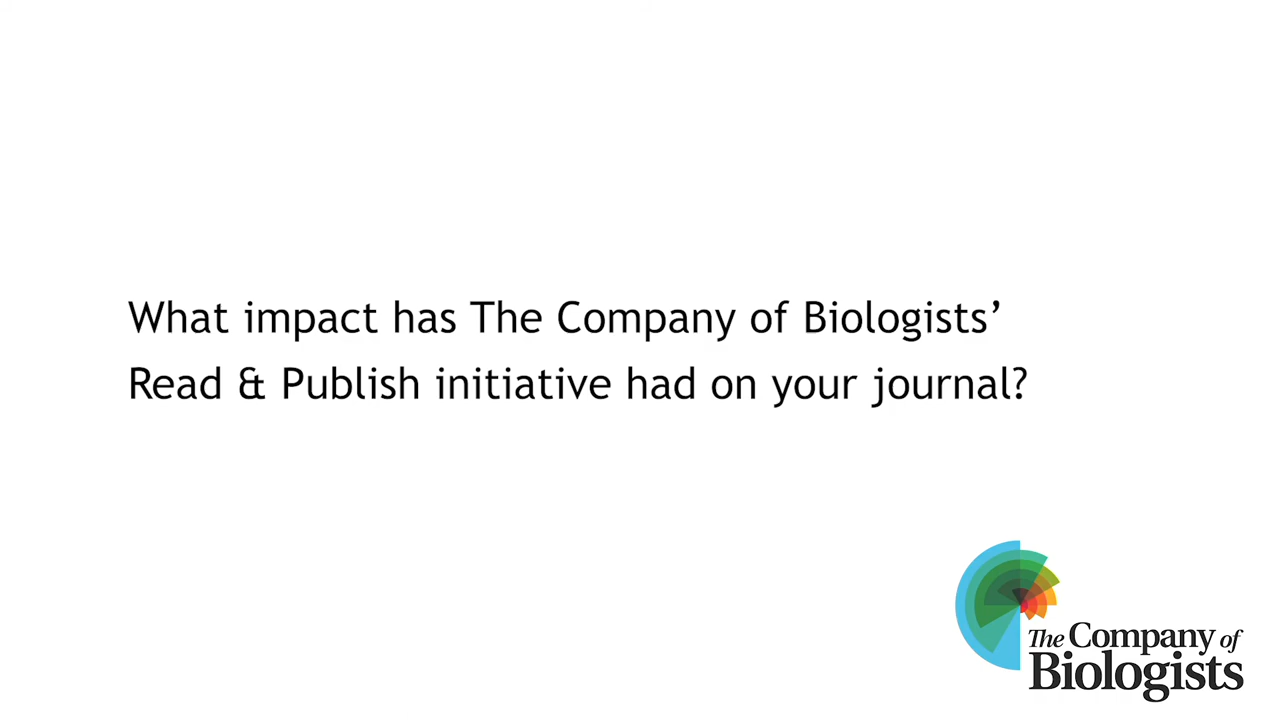 What impact has The Company of Biologists’
Read & Publish initiative had on your journal?
The Company of
Biologists